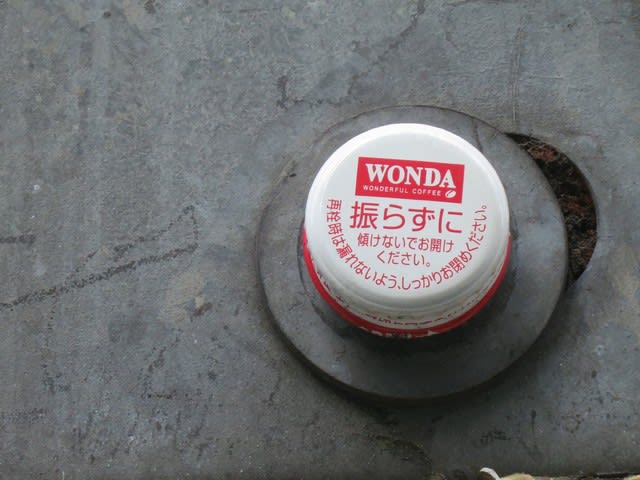 WONDA
WONDERFUL COFFEE
振らずに
傾けないでお開け
ください。
再栓時は漏れないよう、しっかりお閉めください。